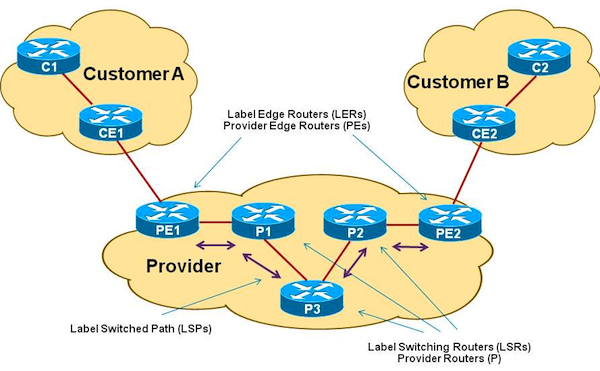 C1
Customer A
CE1
C2
Customer B
CE2
Label Edge Routers (LERs)
Provider Edge Routers (PEs)
PE1
P1
P2
PE2
Provider
P3
Label Switched Path (LSPs)
Label Switching Routers (LSRs)
Provider Routers (P)